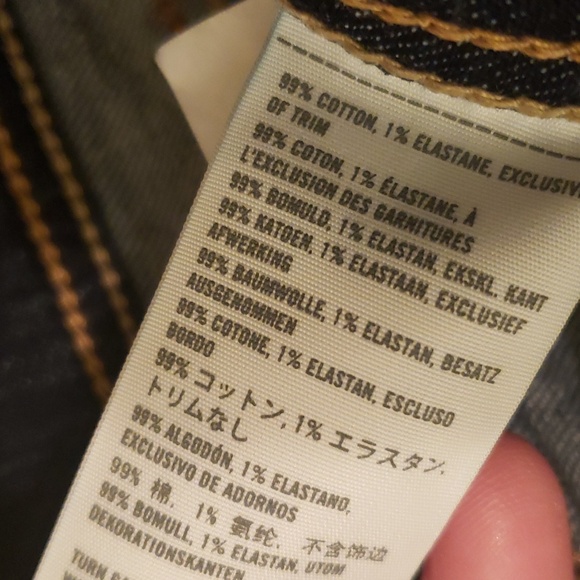 99% COTTON, 1% ELASTANE, EXCLUSIVE
OF TRIM
99% COTON, 1% ÉLASTANE, À
L'EXCLUSION DES GARNITURES
99% BOMULD, 1% ELASTAN, EKSKL. KANT
99% KATOEN, 1% ELASTAAN, EXCLUSIEF
AFWERKING
99% BAUMWOLLE, 1% ELASTAN, BESATZ
AUSGENOMMEN
99% COTONE, 1% ELASTAN, ESCLUSO
BORDO
99% コットン, 1% エラスタン,
トリムなし
99% ALGODÓN, 1% ELASTANO,
EXCLUSIVO DE ADORNOS
99% 棉, 1% 氨纶, 不含饰边
99% BOMULL, 1% ELASTAN, UTOM
DEKORATIONSKANTEN
TURN